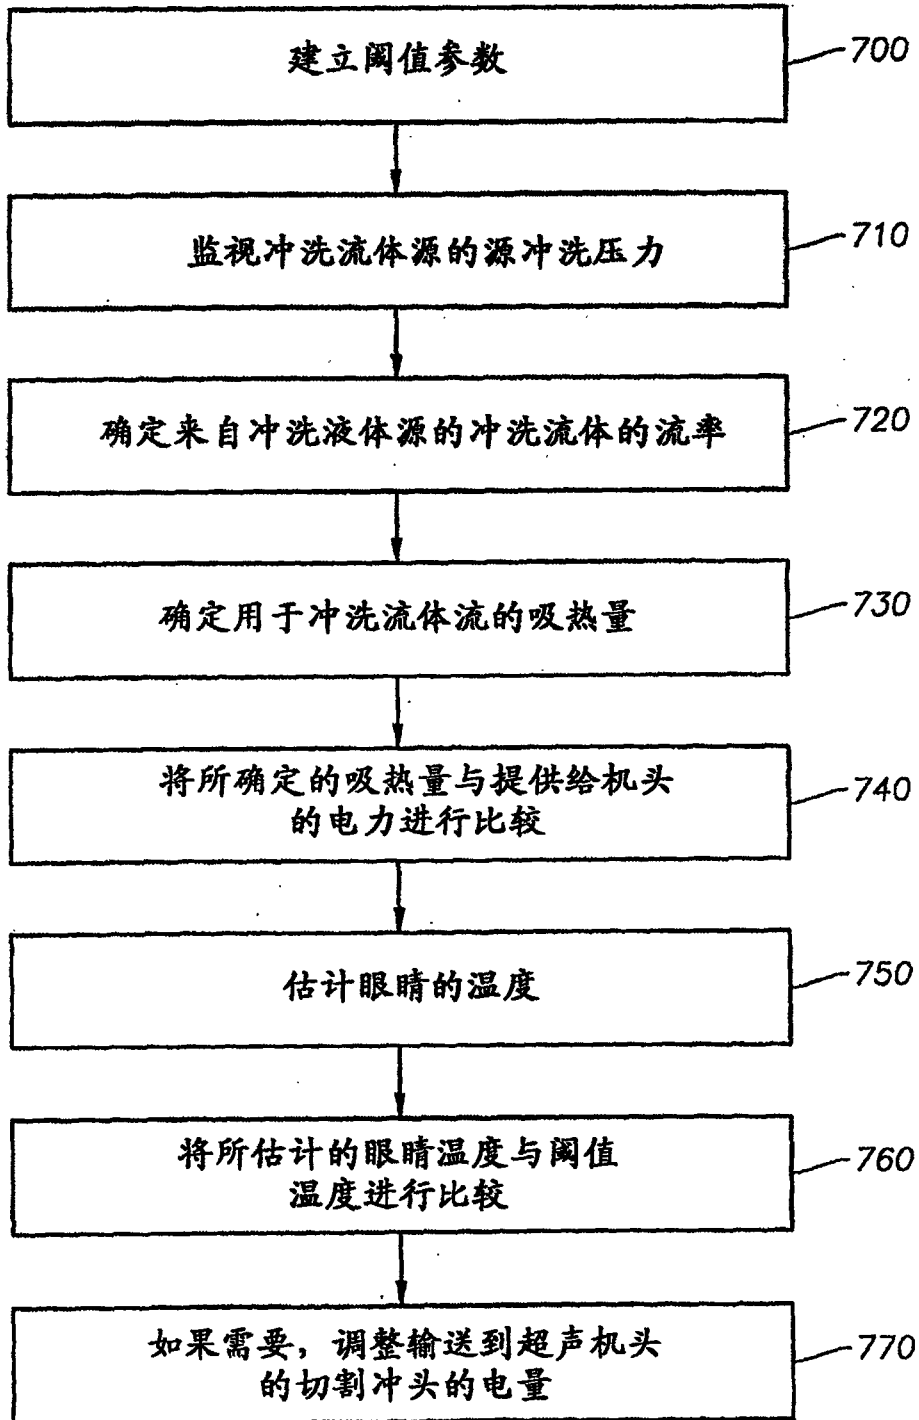 建立阈值参数
700
监视冲洗流体源的源冲洗压力
710
确定来自冲洗液体源的冲洗流体的流率
720
确定用于冲洗流体流的吸热量
730
将所确定的吸热量与提供给机头
的电力进行比较
740
估计眼睛的温度
750
将所估计的眼睛温度与阈值
温度进行比较
760
如果需要，调整输送到超声机头
的切割冲头的电量
770